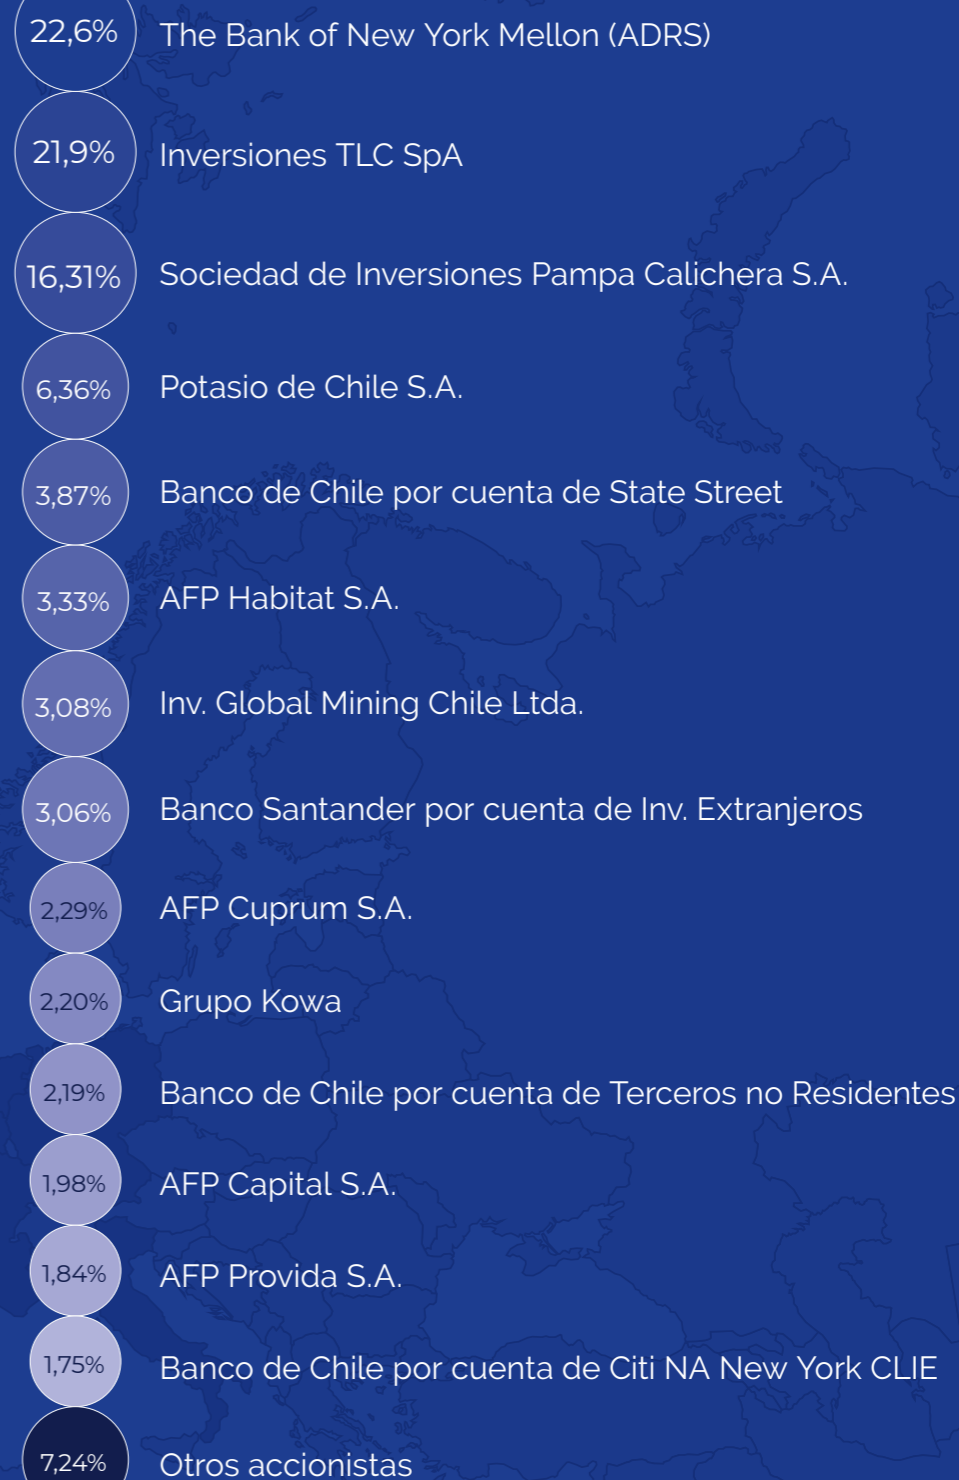 22,6% The Bank of New York Mellon (ADRS)
21,9% Inversiones TLC SpA
16,31% Sociedad de Inversiones Pampa Calichera S.A.
6,36% Potasio de Chile S.A.
3,87% Banco de Chile por cuenta de State Street
3,33% AFP Habitat S.A.
3,08% Inv. Global Mining Chile Ltda.
3,06% Banco Santander por cuenta de Inv. Extranjeros
2,29% AFP Cuprum S.A.
2,20% Grupo Kowa
2,19% Banco de Chile por cuenta de Terceros no Residentes
1,98% AFP Capital S.A.
1,84% AFP Provida S.A.
1,75% Banco de Chile por cuenta de Citi NA New York CLIE
7,24% Otros accionistas